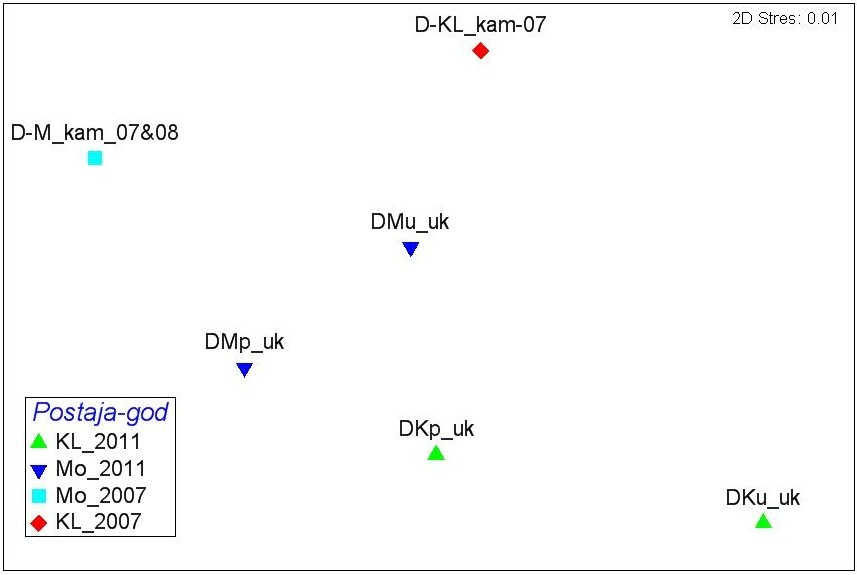 D-KL_kam-07
2D Stres: 0.01
D-M_kam_07&08
DMu_uk
DMp_uk
DKp_uk
DKu_uk
Postaja-god
KL_2011
Mo_2011
Mo_2007
KL_2007